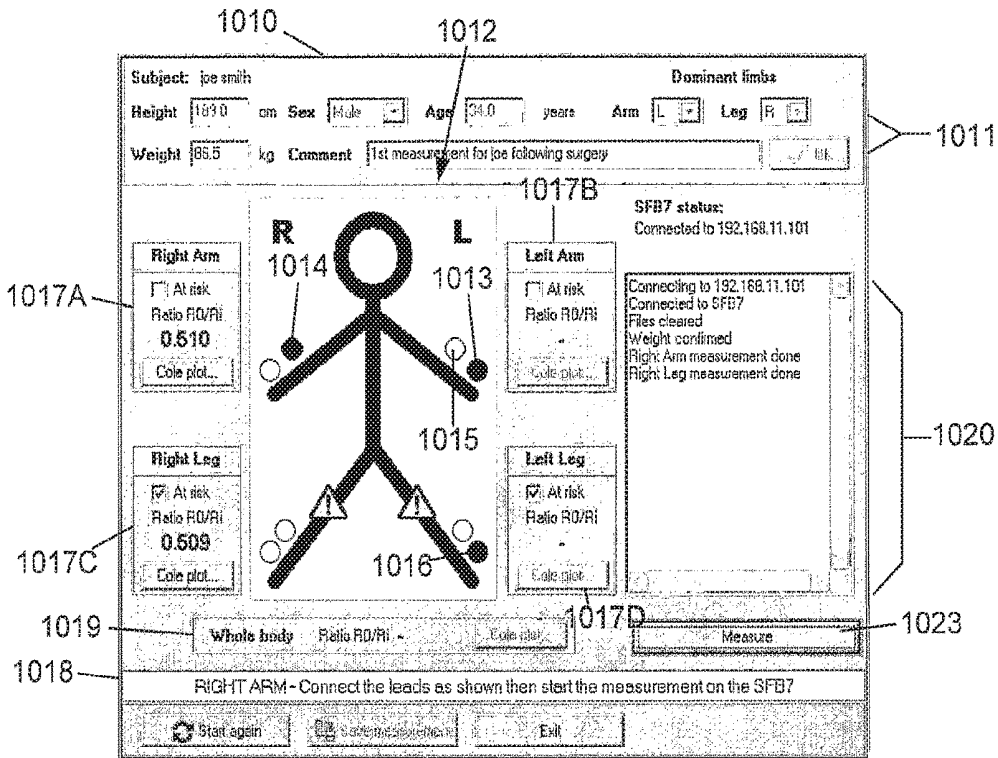 1010
1012
Subject: joe smith Dominant limbs
Height cm Sex Male Age 34.0 years Arm L Leg R
1011
Weight kg Comment 1st measurement for joe following surgery
1017B
SFB7 status:
Connected to 192.168.11.101
R L
1014 1013
Right Arm
At risk
Ratio R0/Ri
0.510
Cole plot...
1017A
Left Arm
At risk
Ratio R0/Ri
-
Cole plot...
1015
Connecting to 192.168.11.101
Connected to SFB7
Files cleared
Weight confirmed
Right Arm measurement done
Right Leg measurement done
1020
Right Leg
At risk
Ratio R0/Ri
0.509
Cole plot...
1017C
Left Leg
At risk
Ratio R0/Ri
-
Cole plot...
1016
1017D
1019
Whole body Ratio R0/Ri - Cole plot...
Measure
1023
1018
RIGHT ARM - Connect the leads as shown then start the measurement on the SFB7
Start again Save measurement Exit